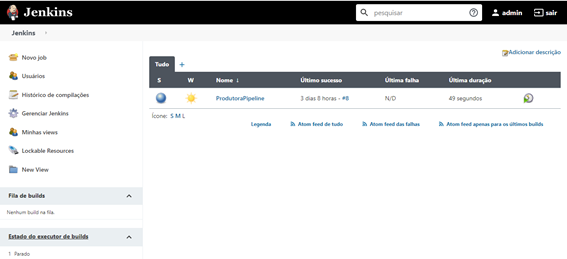 Jenkins
pesquisar
admin
sair
Jenkins
Novo job
Usuários
Histórico de compilações
Gerenciar Jenkins
Minhas views
Lockable Resources
New View
Fila de builds
Nenhum build na fila.
Estado do executor de builds
1 Parado
Adicionar descrição
Tudo +
S W Nome ↓ Último sucesso Última falha Última duração
ProdutoraPipeline 3 dias 8 horas - #8 N/D 49 segundos
Ícone: S M L
Legenda Atom feed de tudo Atom feed das falhas Atom feed apenas para os últimos builds